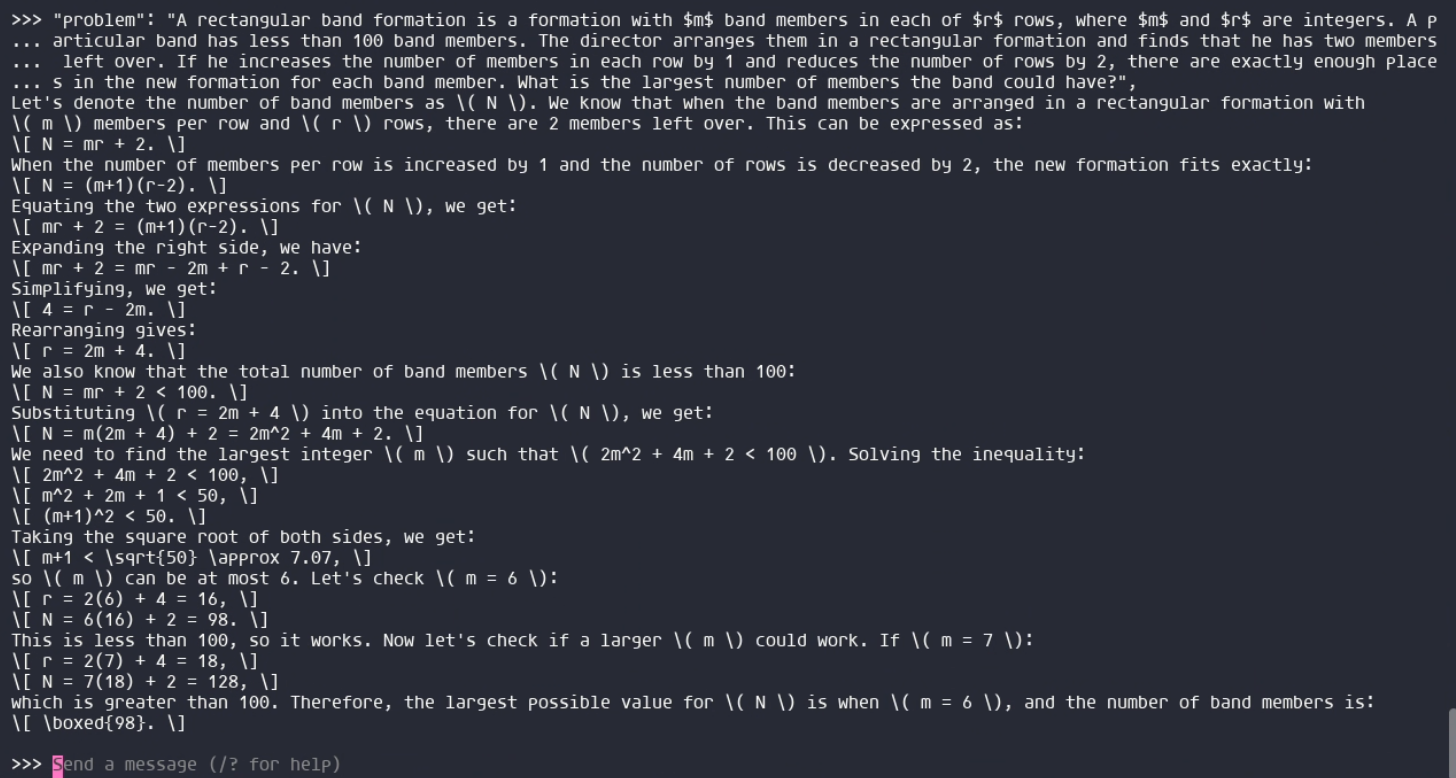 >>> "Problem": "A rectangular band formation is a formation with $m$ band members in each of $r$ rows, where $m$ and $r$ are integers. A p
... articular band has less than 100 band members. The director arranges them in a rectangular formation and finds that he has two members
...  left over. If he increases the number of members in each row by 1 and reduces the number of rows by 2, there are exactly enough place
... s in the new formation for each band member. What is the largest number of members the band could have?",
Let's denote the number of band members as \( N \). We know that when the band members are arranged in a rectangular formation with
\( m \) members per row and \( r \) rows, there are 2 members left over. This can be expressed as:
\[ N = mr + 2. \]
When the number of members per row is increased by 1 and the number of rows is decreased by 2, the new formation fits exactly:
\[ N = (m+1)(r-2). \]
Equating the two expressions for \( N \), we get:
\[ mr + 2 = (m+1)(r-2). \]
Expanding the right side, we have:
\[ mr + 2 = mr - 2m + r - 2. \]
Simplifying, we get:
\[ 4 = r - 2m. \]
Rearranging gives:
\[ r = 2m + 4. \]
We also know that the total number of band members \( N \) is less than 100:
\[ N = mr + 2 < 100. \]
Substituting \( r = 2m + 4 \) into the equation for \( N \), we get:
\[ N = m(2m + 4) + 2 = 2m^2 + 4m + 2. \]
We need to find the largest integer \( m \) such that \( 2m^2 + 4m + 2 < 100 \). Solving the inequality:
\[ 2m^2 + 4m + 2 < 100, \]
\[ m^2 + 2m + 1 < 50, \]
\[ (m+1)^2 < 50. \]
Taking the square root of both sides, we get:
\[ m+1 < \sqrt{50} \approx 7.07, \]
so \( m \) can be at most 6. Let's check \( m = 6 \):
\[ r = 2(6) + 4 = 16, \]
\[ N = 6(16) + 2 = 98. \]
This is less than 100, so it works. Now let's check if a larger \( m \) could work. If \( m = 7 \):
\[ r = 2(7) + 4 = 18, \]
\[ N = 7(18) + 2 = 128, \]
which is greater than 100. Therefore, the largest possible value for \( N \) is when \( m = 6 \), and the number of band members is:
\[ \boxed{98}. \]
>>> Send a message (/? for help)